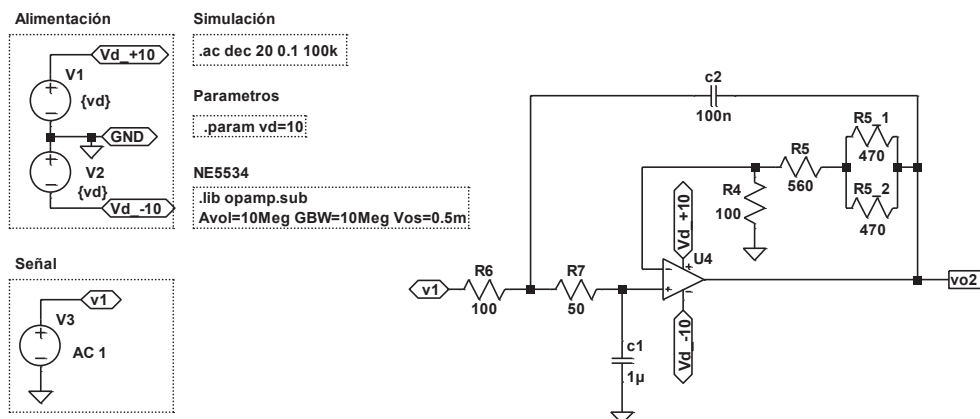 Alimentación
Vd_+10
V1
{vd}
GND
V2
{vd}
Vd_-10
Señal
v1
V3
AC 1
Simulación
.ac dec 20 0.1 100k
Parametros
.param vd=10
NE5534
.lib opamp.sub
Avol=10Meg GBW=10Meg Vos=0.5m
c2
100n
R5_1
470
R5
560
R5_2
470
R4
100
Vd_+10
U4
v1
R6
100
R7
50
vo2
Vd_-10
c1
1µ